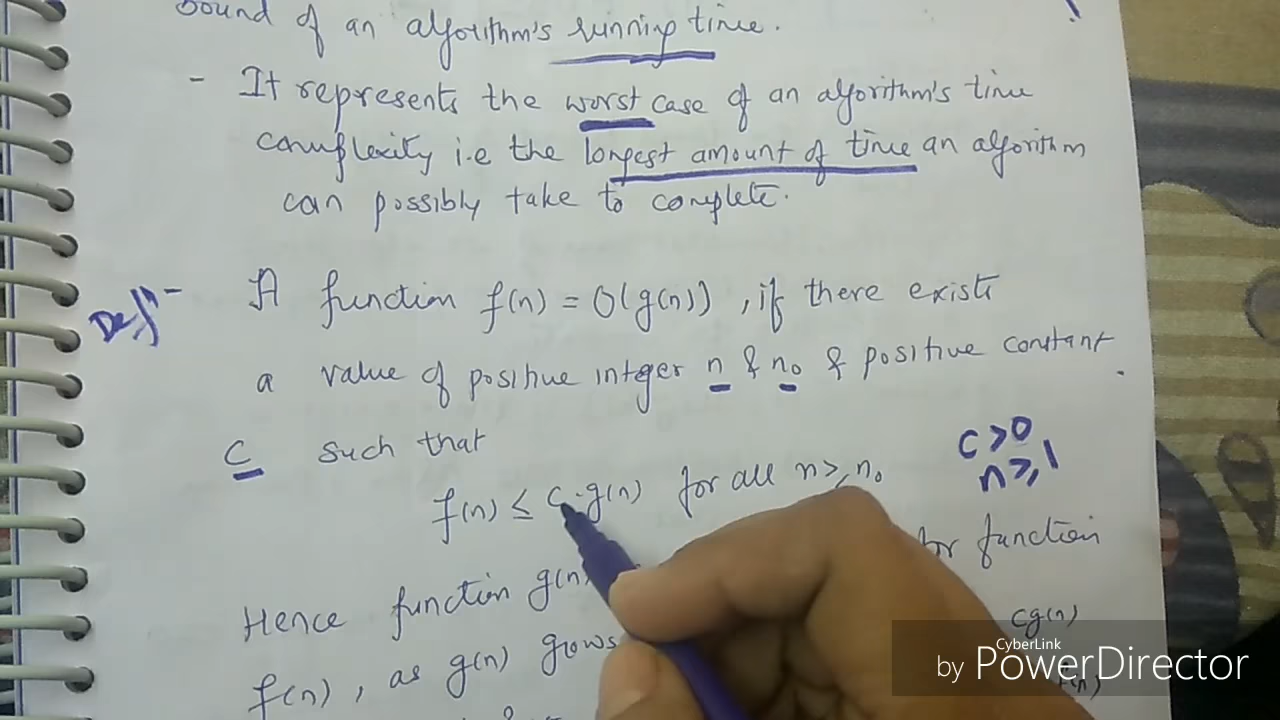 bound of an algorithm's running time.
- It represents the worst case of an algorithm's time
complexity i.e the longest amount of time an algorithm
can possibly take to complete.
Def - A function f(n) = O(g(n)), if there exists
a value of positive integer n & n₀ & positive constant
C such that
c>0
n≥1
f(n) ≤ c.g(n) for all n≥n₀
Hence function g(n) for function
f(n), as g(n) grows
cg(n)
f(n)
by CyberLink PowerDirector